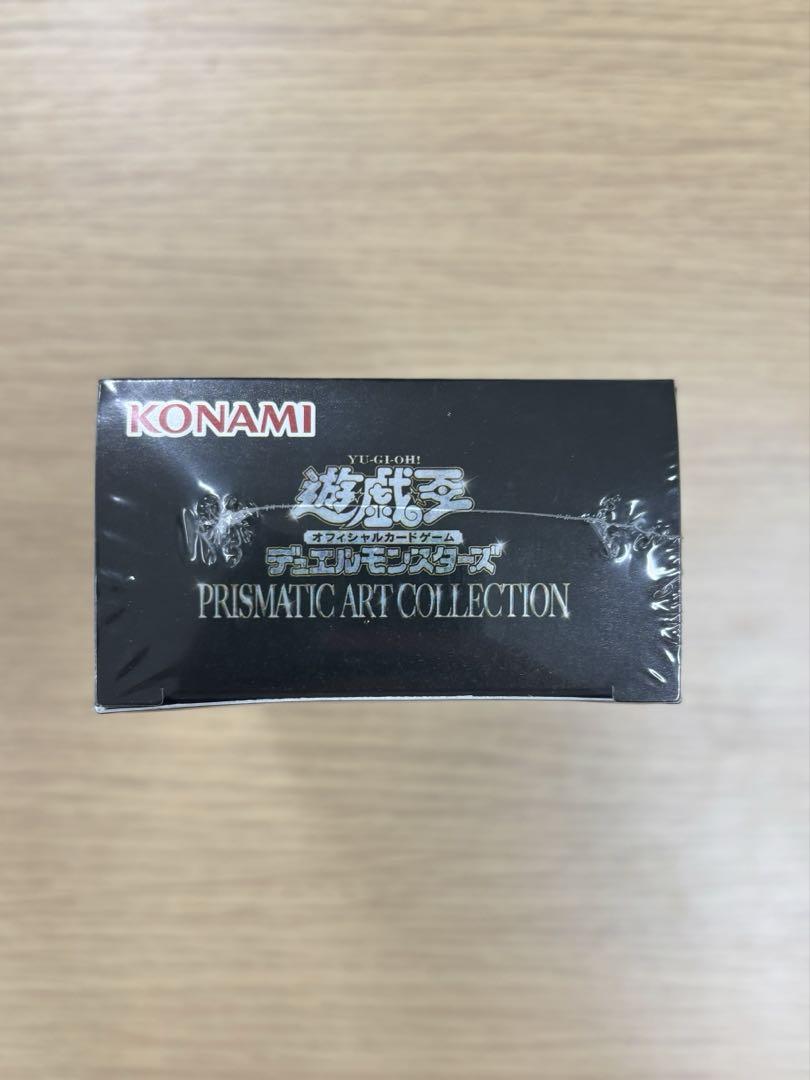 KONAMI
YU-GI-OH!
遊戯王
オフィシャルカードゲーム
デュエルモンスターズ
PRISMATIC ART COLLECTION